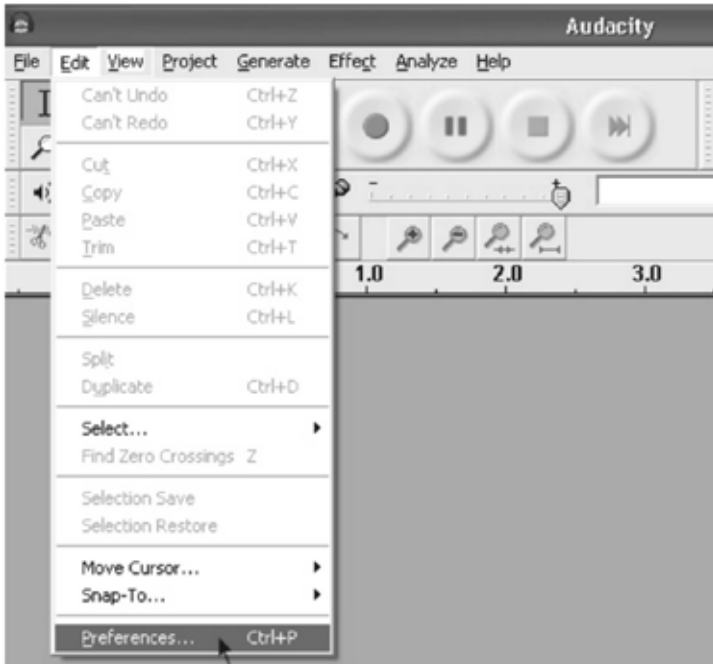 Audacity
File Edit View Project Generate Effect Analyze Help
Can't Undo Ctrl+Z
Can't Redo Ctrl+Y
Cut Ctrl+X
Copy Ctrl+C
Paste Ctrl+V
Trim Ctrl+T
1.0 2.0 3.0
Delete Ctrl+K
Silence Ctrl+L
Split
Duplicate Ctrl+D
Select...
Find Zero Crossings Z
Selection Save
Selection Restore
Move Cursor...
Snap-To...
Preferences... Ctrl+P